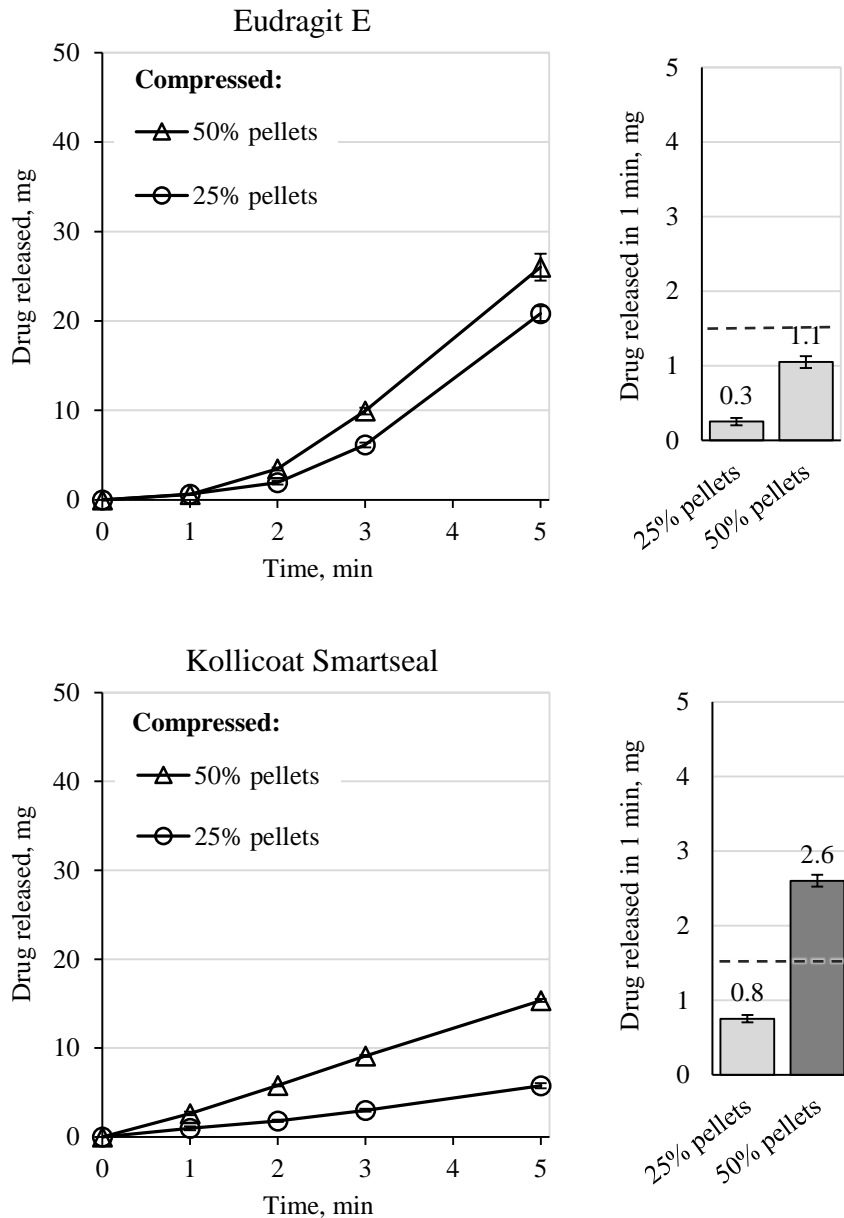 Eudragit E
Drug released, mg
50
40
30
20
10
0
Compressed:
50% pellets
25% pellets
0 1 2 3 4 5
Time, min
Drug released in 1 min, mg
5
4
3
2
1
0
0.3
1.1
25% pellets
50% pellets
Kollicoat Smartseal
Drug released, mg
50
40
30
20
10
0
Compressed:
50% pellets
25% pellets
0 1 2 3 4 5
Time, min
Drug released in 1 min, mg
5
4
3
2
1
0
0.8
2.6
25% pellets
50% pellets